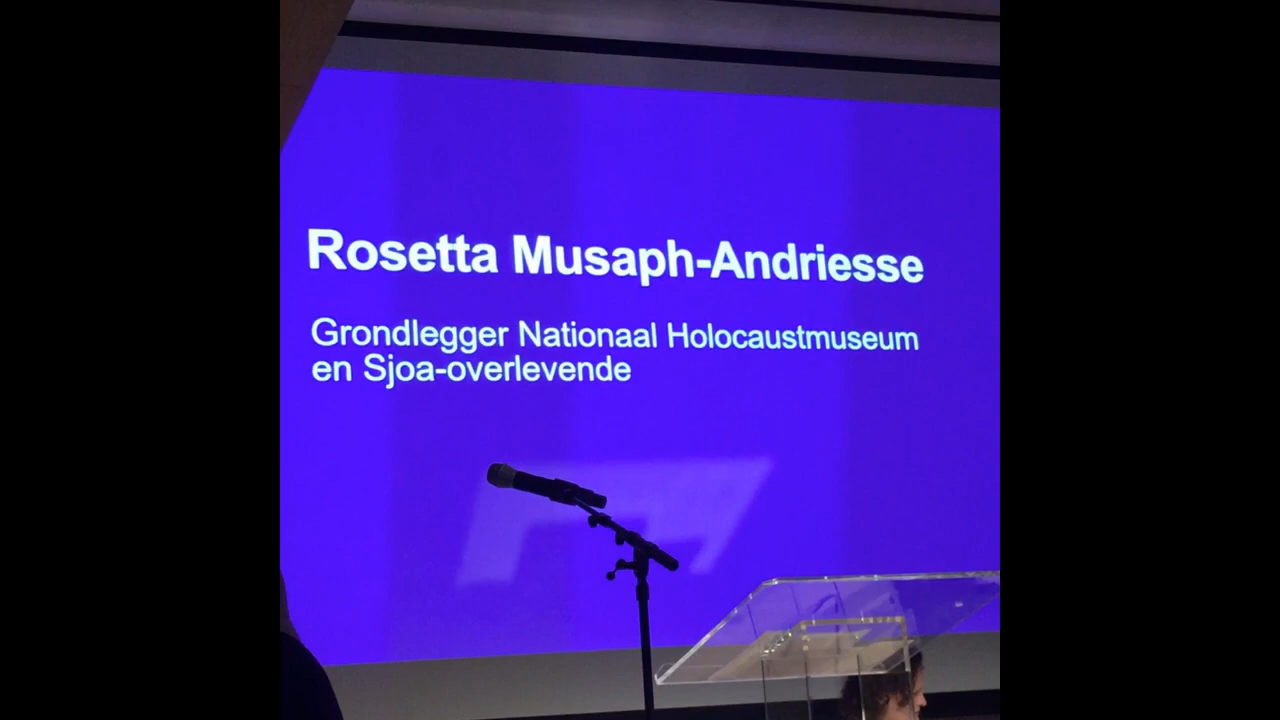 Rosetta Musaph-Andriesse
Grondlegger Nationaal Holocaustmuseum
en Sjoa-overlevende